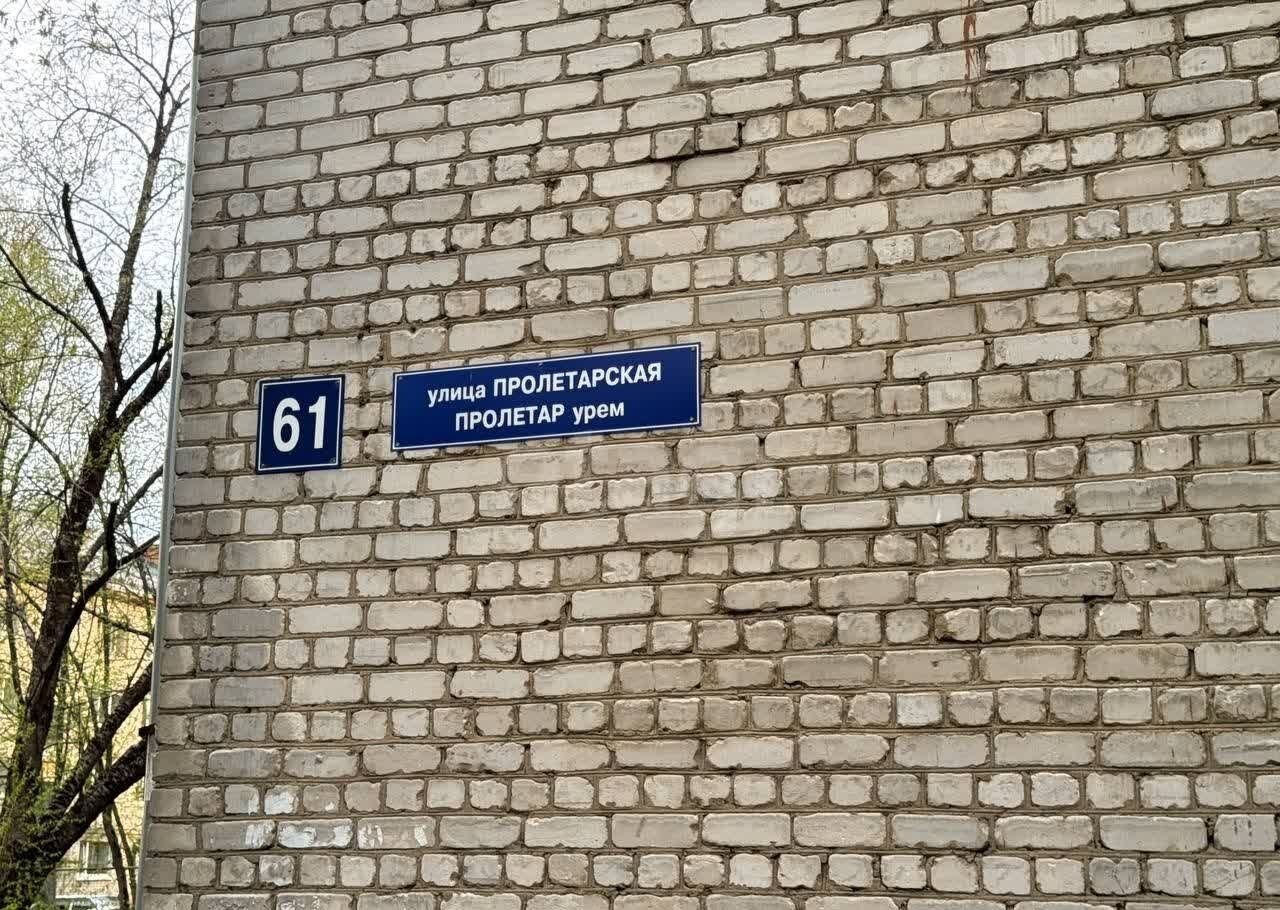 61
улица ПРОЛЕТАРСКАЯ
ПРОЛЕТАР урем